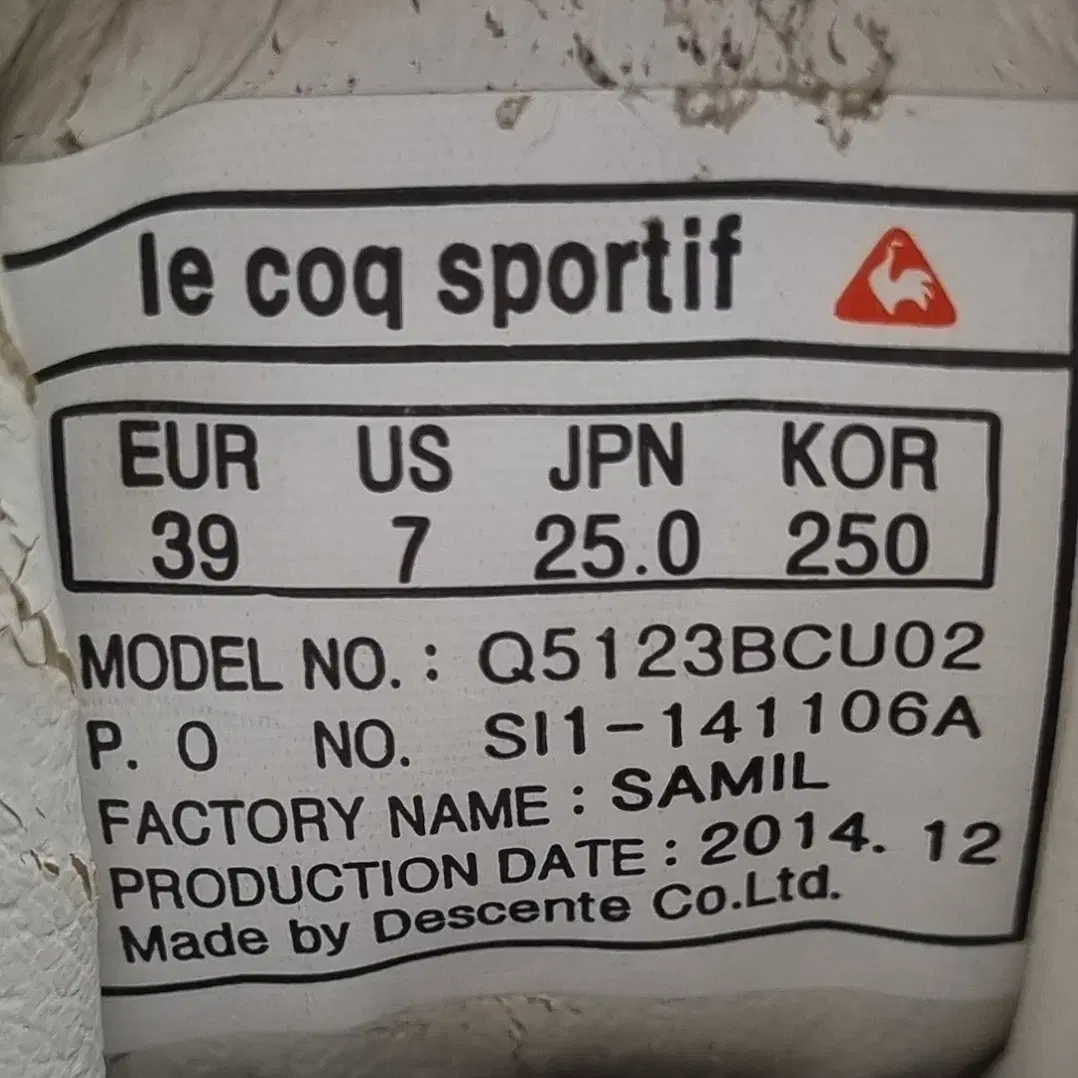 le coq sportif
EUR US JPN KOR
39 7 25.0 250
MODEL NO. : Q5123BCU02
P. O NO. SI1-141106A
FACTORY NAME : SAMIL
PRODUCTION DATE : 2014. 12
Made by Descente Co.Ltd.